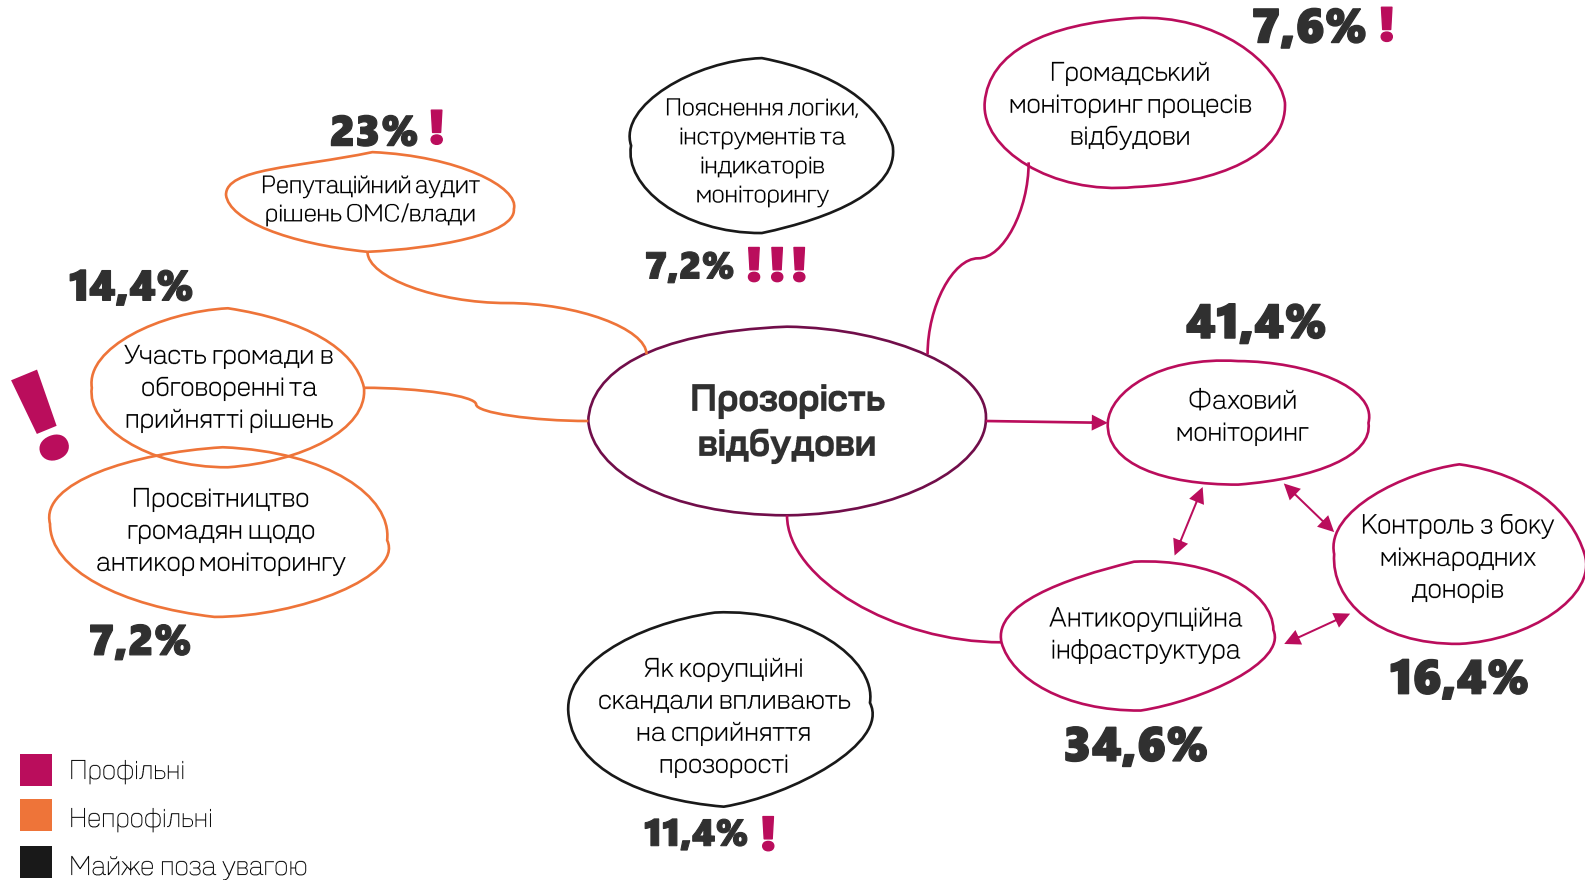 7,6% !
Громадський
моніторинг процесів
відбудови
Пояснення логіки,
інструментів та
індикаторів
моніторингу
7,2% !!!
23% !
Репутаційний аудит
рішень ОМС/влади
14,4%
Участь громади в
обговоренні та
прийнятті рішень
!
Просвітництво
громадян щодо
антикор моніторингу
7,2%
Прозорість
відбудови
41,4%
Фаховий
моніторинг
Контроль з боку
міжнародних
донорів
16,4%
Антикорупційна
інфраструктура
34,6%
Як корупційні
скандали впливають
на сприйняття
прозорості
11,4% !
Профільні
Непрофільні
Майже поза увагою